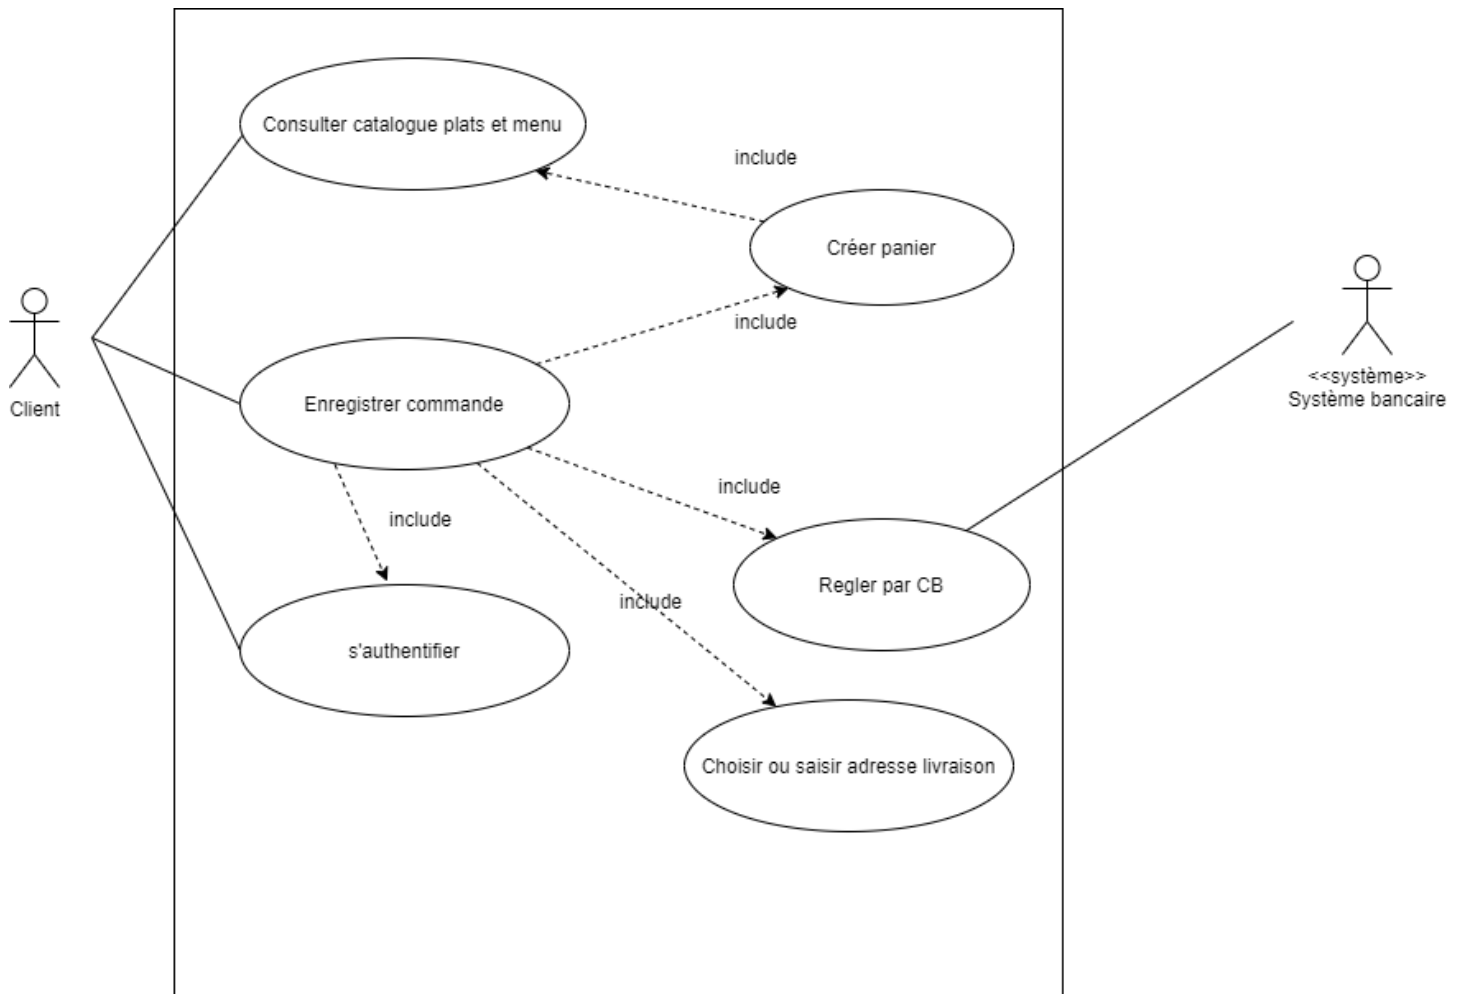 Consulter catalogue plats et menu
include
Créer panier
include
Client
Enregistrer commande
<<système>>
Système bancaire
include
include
Regler par CB
include
s'authentifier
Choisir ou saisir adresse livraison